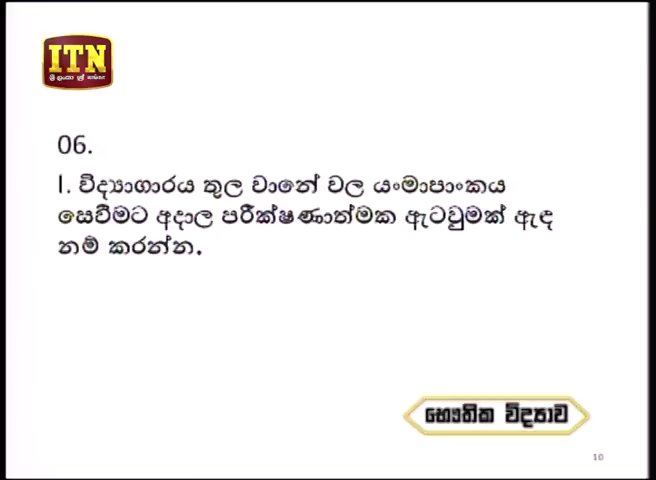 ITN
06.
I. විද්‍යාගාරය තුල වානේ වල යංමාපාංකය
සෙවීමට අදාල පරීක්ෂණාත්මක ඇටවුමක් ඇඳ
නම් කරන්න.
භෞතික විද්‍යාව
10